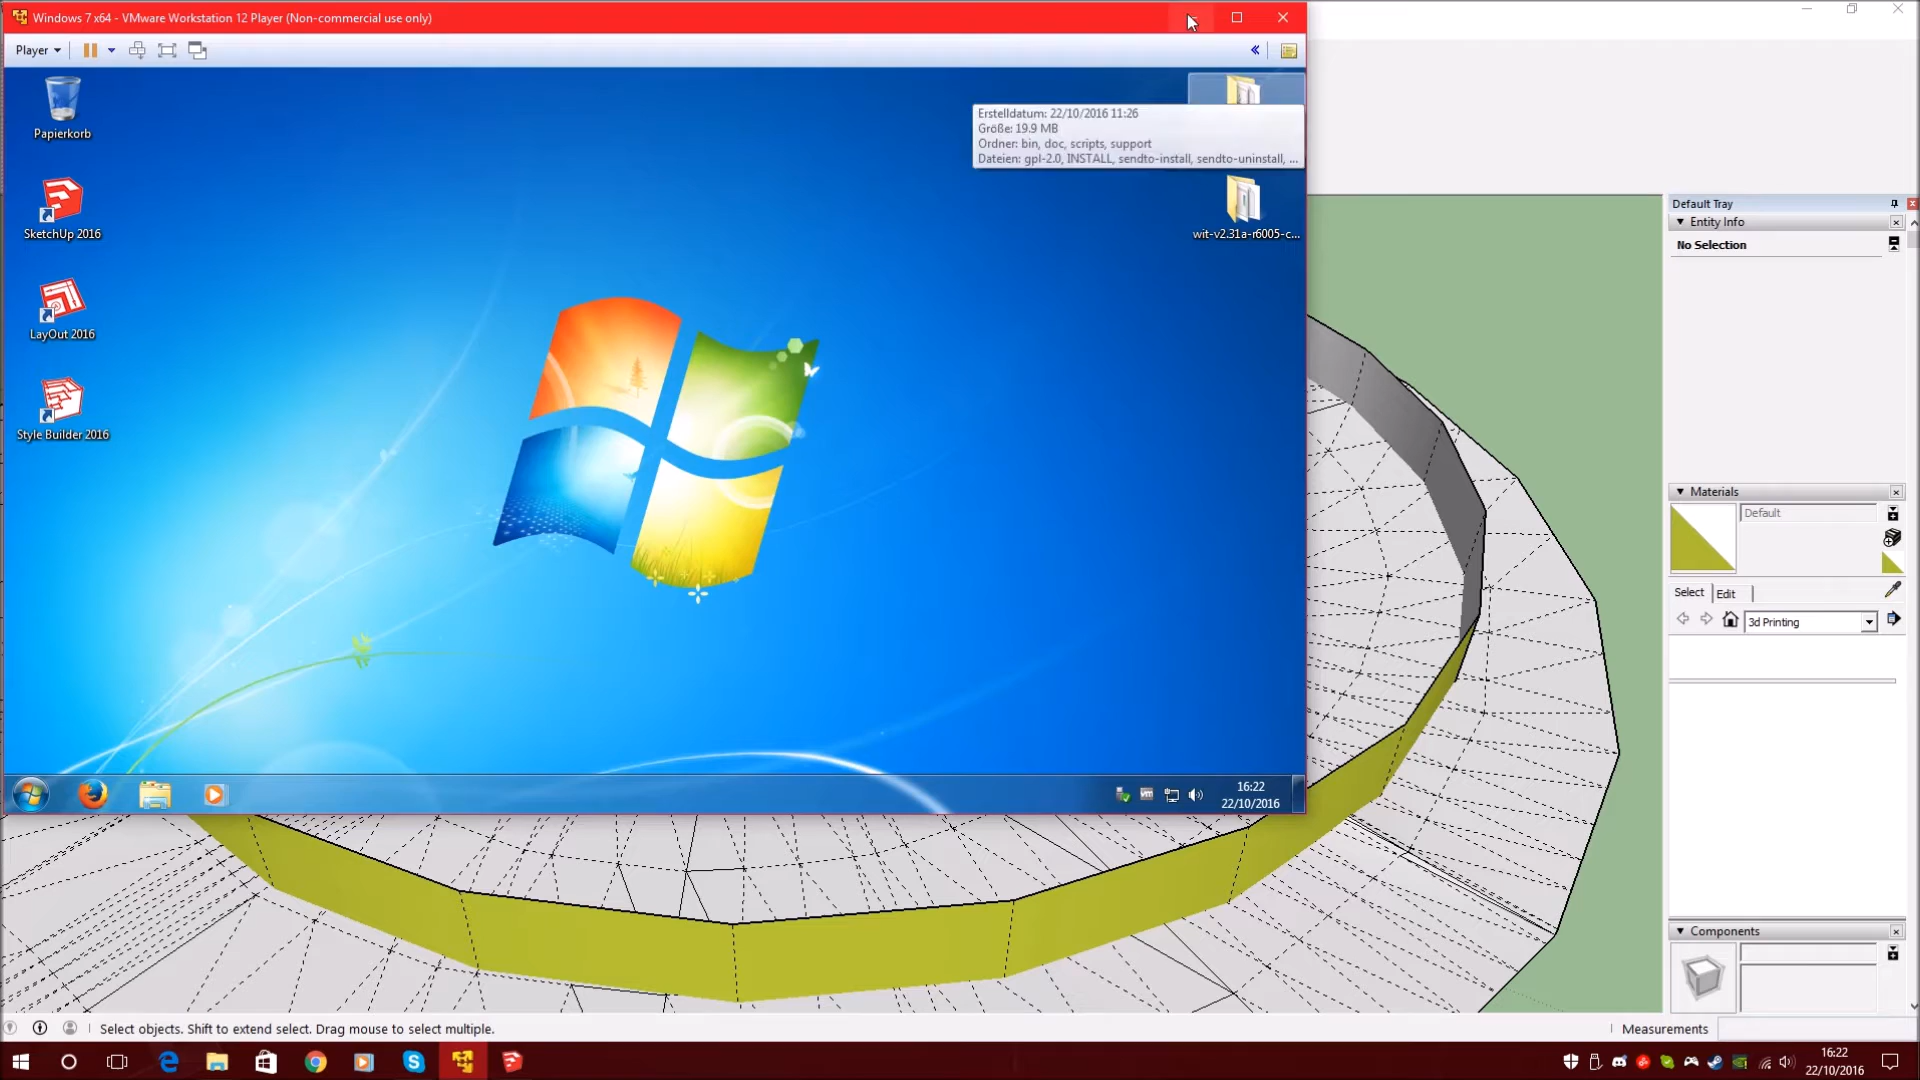 Windows 7 x64 - VMware Workstation 12 Player (Non-commercial use only)
Player
Papierkorb
SketchUp 2016
LayOut 2016
Style Builder 2016
Erstelldatum: 22/10/2016 11:26
Größe: 19.9 MB
Ordner: bin, doc, scripts, support
Dateien: gpl-2.0, INSTALL, sendto-install, sendto-uninstall, ...
wit-v2.31a-r6005-c...
16:22
22/10/2016
Default Tray
Entity Info
No Selection
Materials
Default
Select
Edit
3d Printing
Components
Select objects. Shift to extend select. Drag mouse to select multiple.
Measurements
16:22
22/10/2016